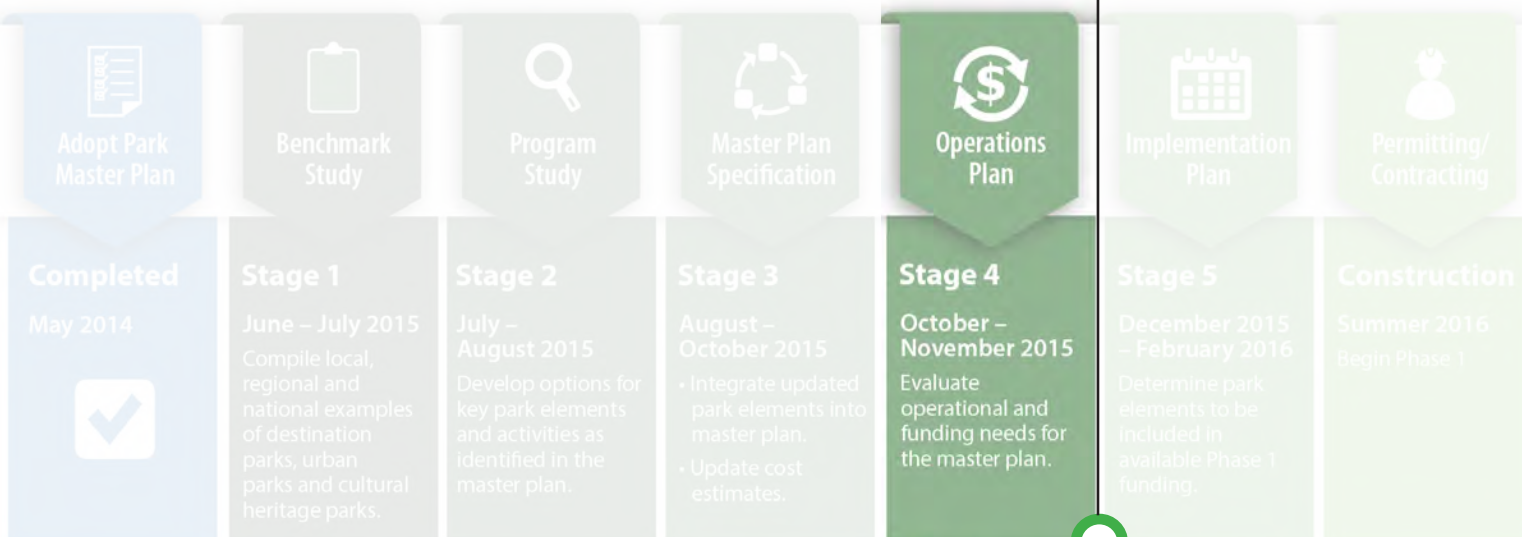 Adopt Park
Master Plan
Completed
May 2014
Benchmark
Study
Stage 1
June – July 2015
Compile local,
regional and
national examples
of destination
parks, urban
parks and cultural
heritage parks.
Program
Study
Stage 2
July –
August 2015
Develop options for
key park elements
and activities as
identified in the
master plan.
Master Plan
Specification
Stage 3
August –
October 2015
• Integrate updated
park elements into
master plan.
• Update cost
estimates.
$
Operations
Plan
Stage 4
October –
November 2015
Evaluate
operational and
funding needs for
the master plan.
Implementation
Plan
Stage 5
December 2015
– February 2016
Determine park
elements to be
included in
available Phase 1
funding.
Permitting/
Contracting
Construction
Summer 2016
Begin Phase 1